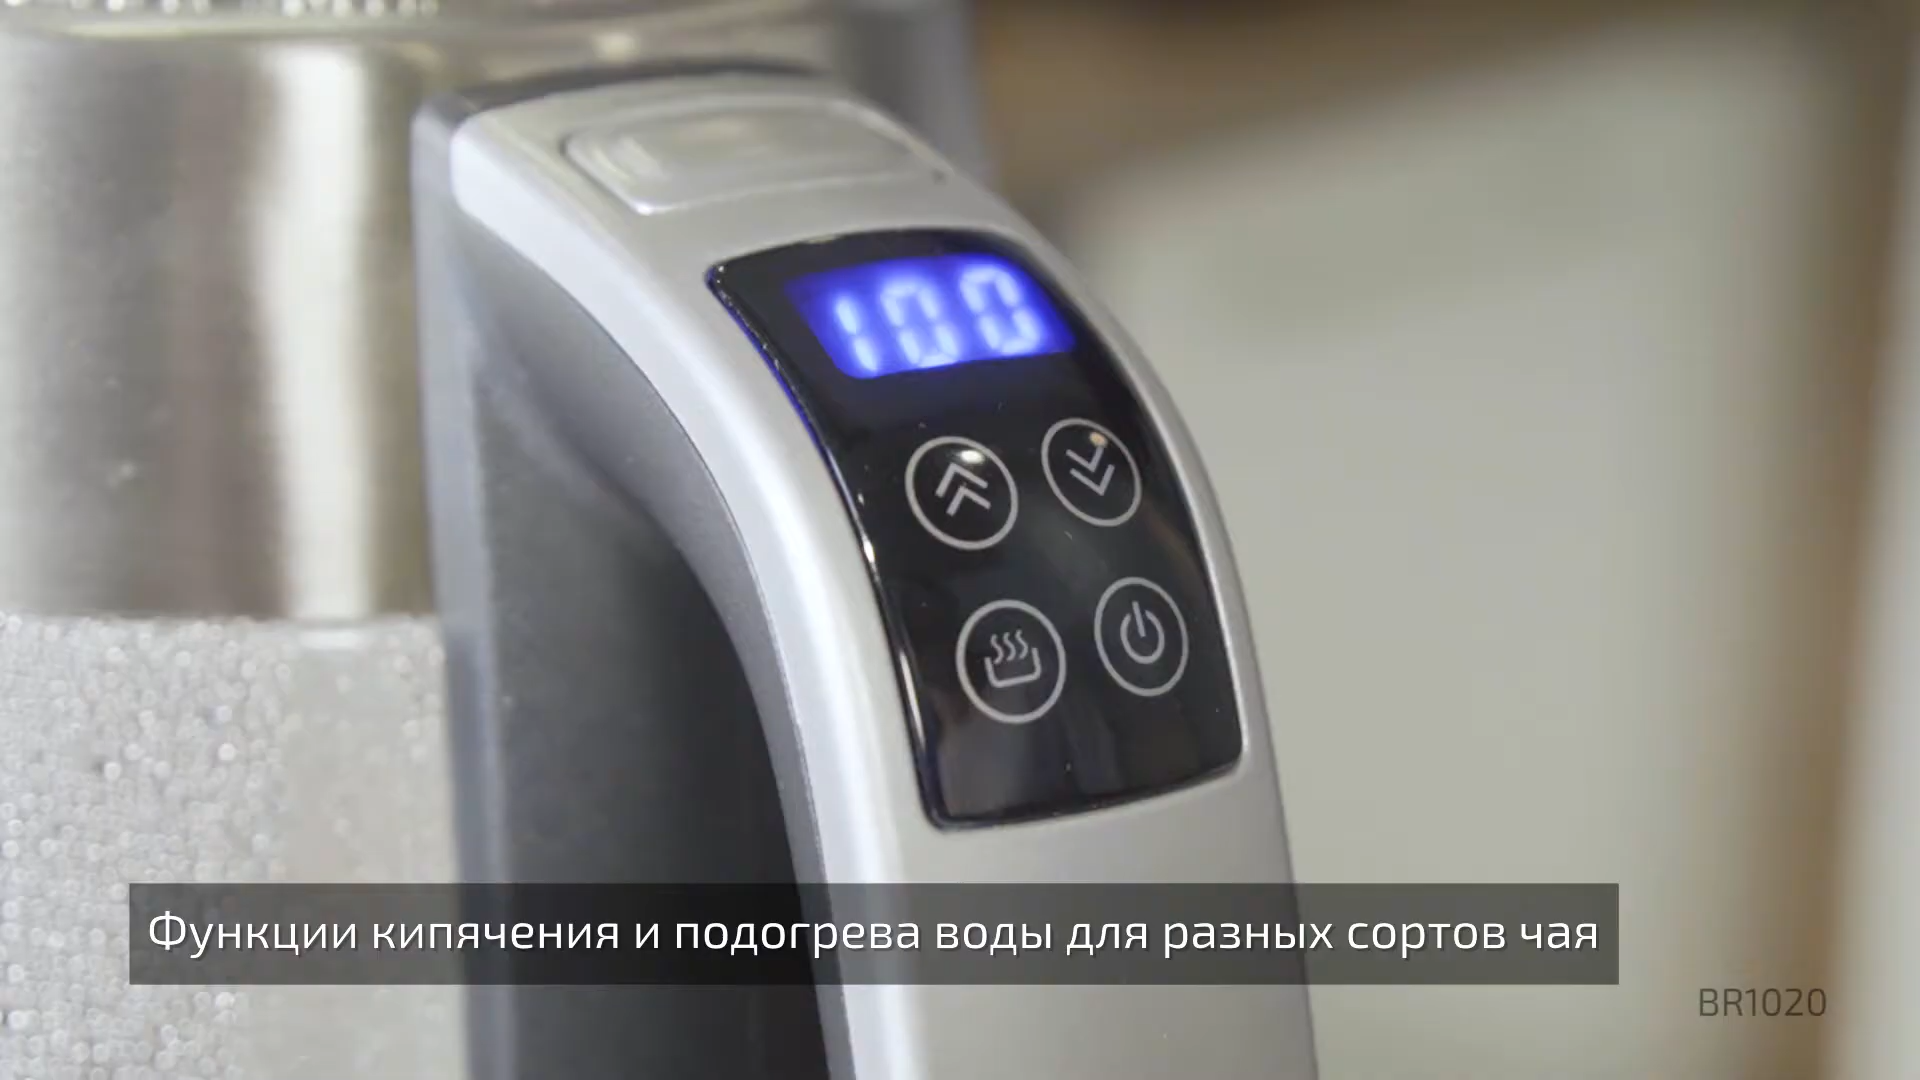 100
Функции кипячения и подогрева воды для разных сортов чая
BR1020